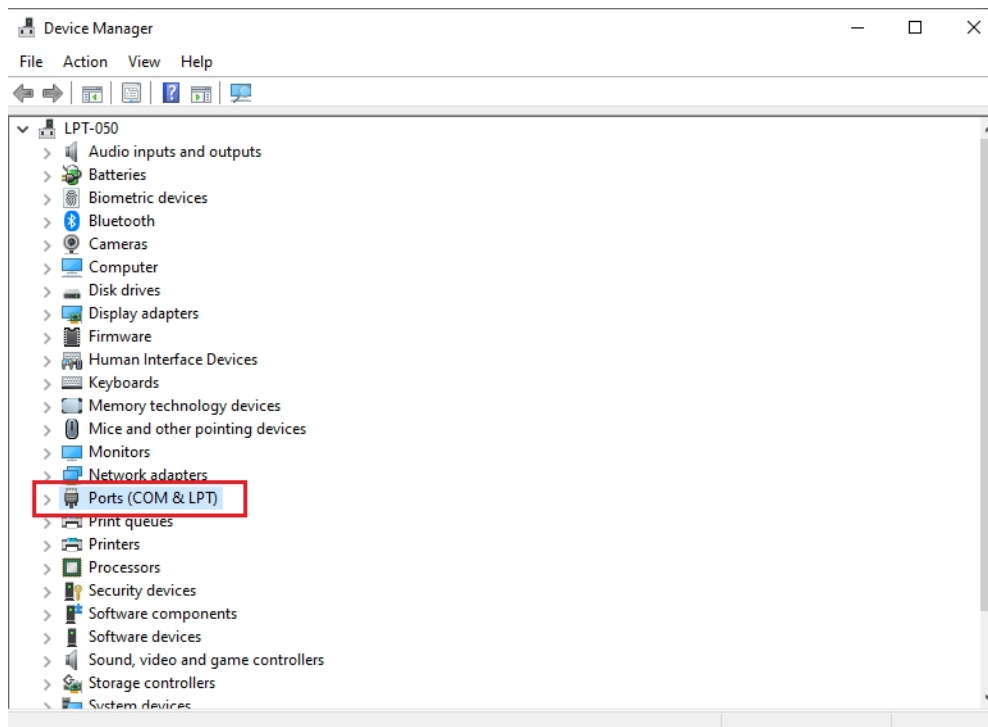 Device Manager
File Action View Help
LPT-050
Audio inputs and outputs
Batteries
Biometric devices
Bluetooth
Cameras
Computer
Disk drives
Display adapters
Firmware
Human Interface Devices
Keyboards
Memory technology devices
Mice and other pointing devices
Monitors
Network adapters
Ports (COM & LPT)
Print queues
Printers
Processors
Security devices
Software components
Software devices
Sound, video and game controllers
Storage controllers
System devices